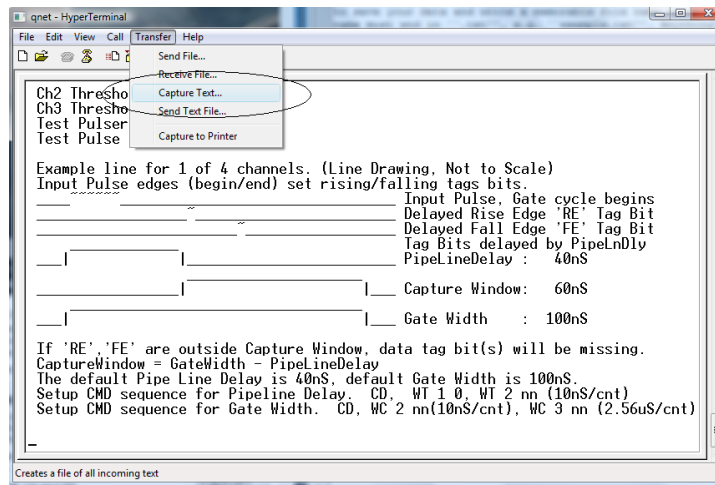 qnet - HyperTerminal
File Edit View Call Transfer Help
Send File...
Receive File...
Capture Text...
Send Text File...
Capture to Printer
Ch2 Thresho
Ch3 Thresho
Test Pulser
Test Pulse
Example line for 1 of 4 channels. (Line Drawing, Not to Scale)
Input Pulse edges (begin/end) set rising/falling tags bits.
Input Pulse, Gate cycle begins
Delayed Rise Edge 'RE' Tag Bit
Delayed Fall Edge 'FE' Tag Bit
Tag Bits delayed by PipeLnDly
PipeLineDelay : 40nS
Capture Window: 60nS
Gate Width : 100nS
If 'RE','FE' are outside Capture Window, data tag bit(s) will be missing.
CaptureWindow = GateWidth - PipeLineDelay
The default Pipe Line Delay is 40nS, default Gate Width is 100nS.
Setup CMD sequence for Pipeline Delay. CD, WT 1 0, WT 2 nn (10nS/cnt)
Setup CMD sequence for Gate Width. CD, WC 2 nn(10nS/cnt), WC 3 nn (2.56uS/cnt)
Creates a file of all incoming text